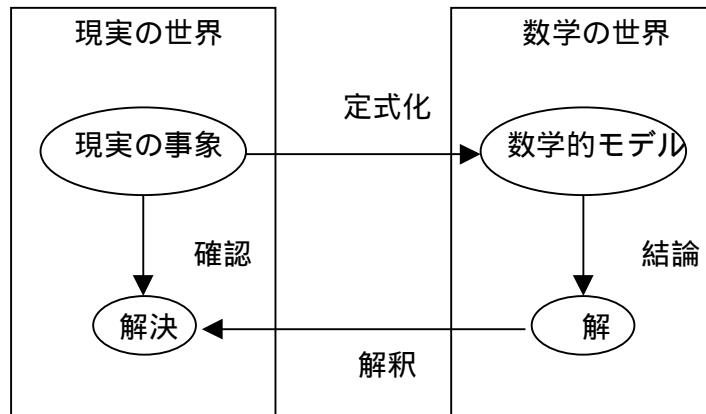 現実の世界
数学の世界
定式化
現実の事象
数学的モデル
確認
結論
解決
解
解釈